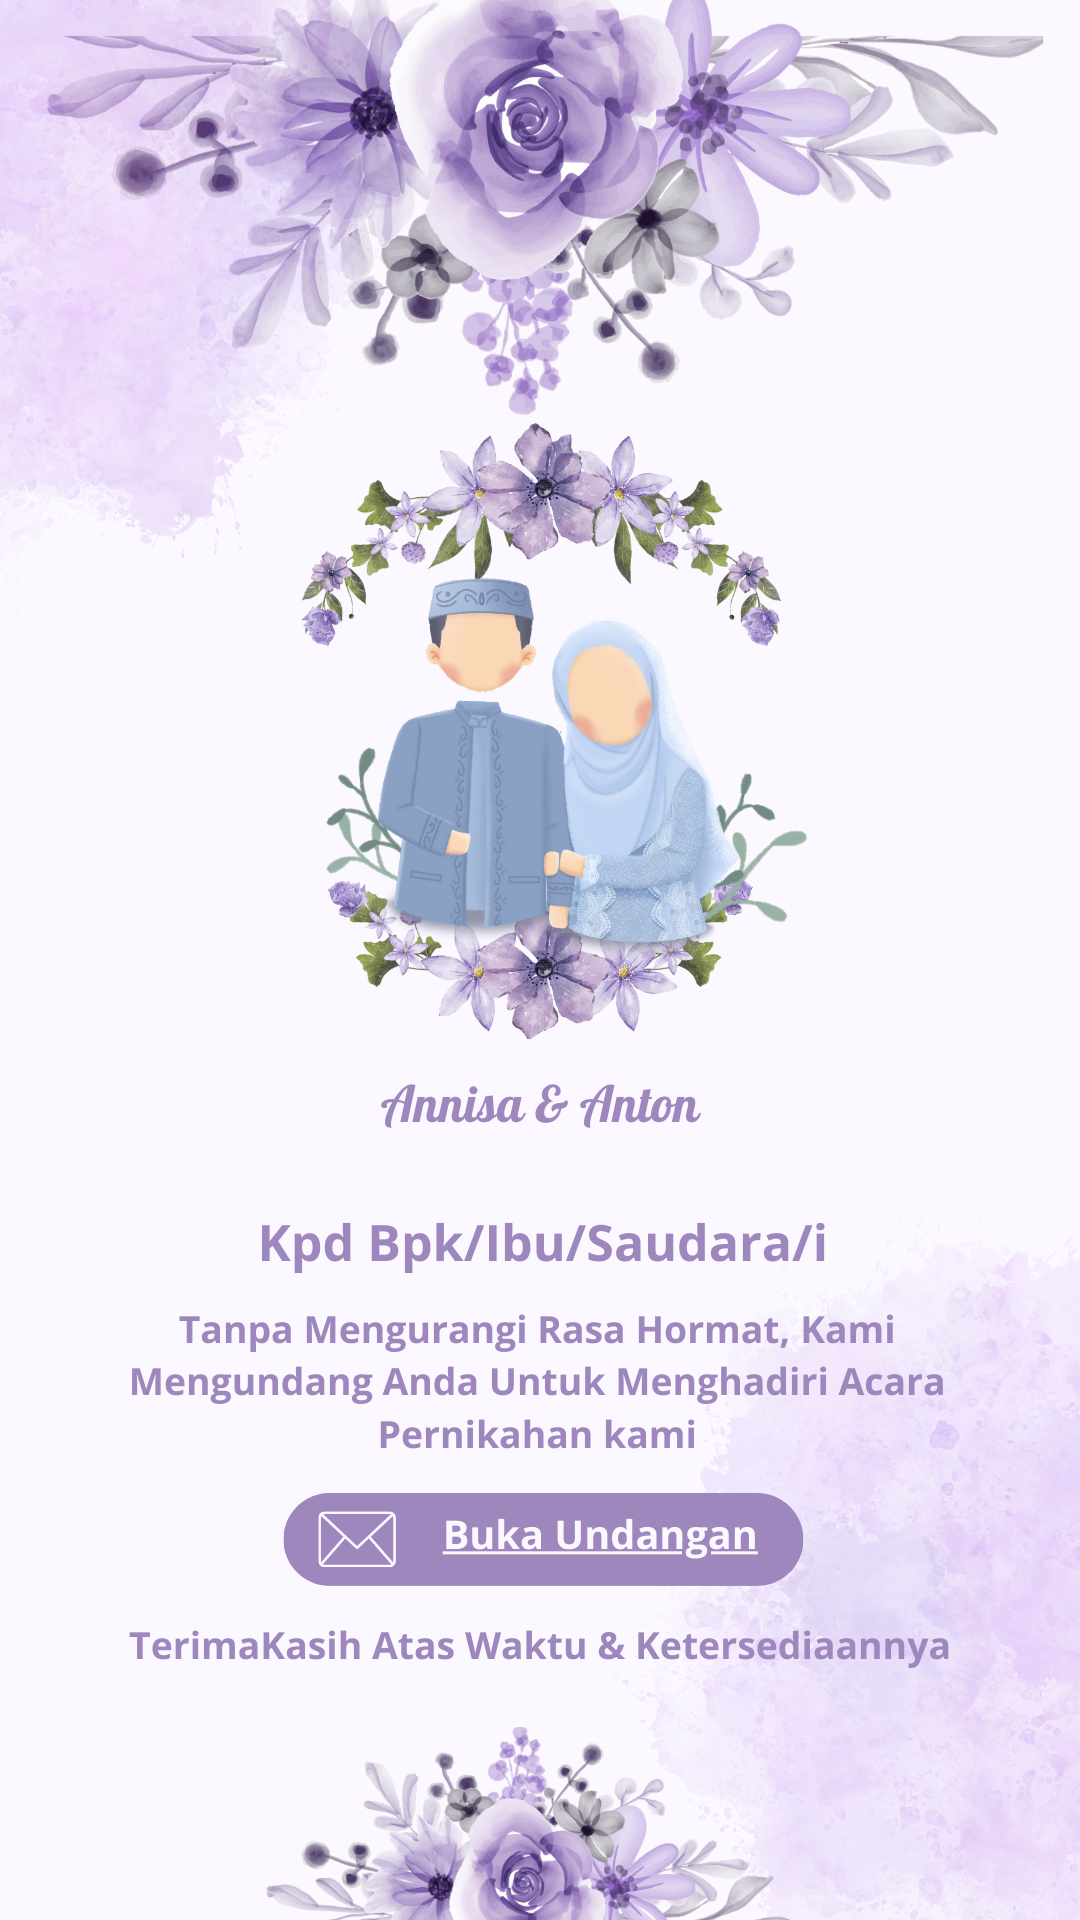 Annisa & Anton
Kpd Bpk/Ibu/Saudara/i
Tanpa Mengurangi Rasa Hormat, Kami
Mengundang Anda Untuk Menghadiri Acara
Pernikahan kami
Buka Undangan
TerimaKasih Atas Waktu & Ketersediaannya